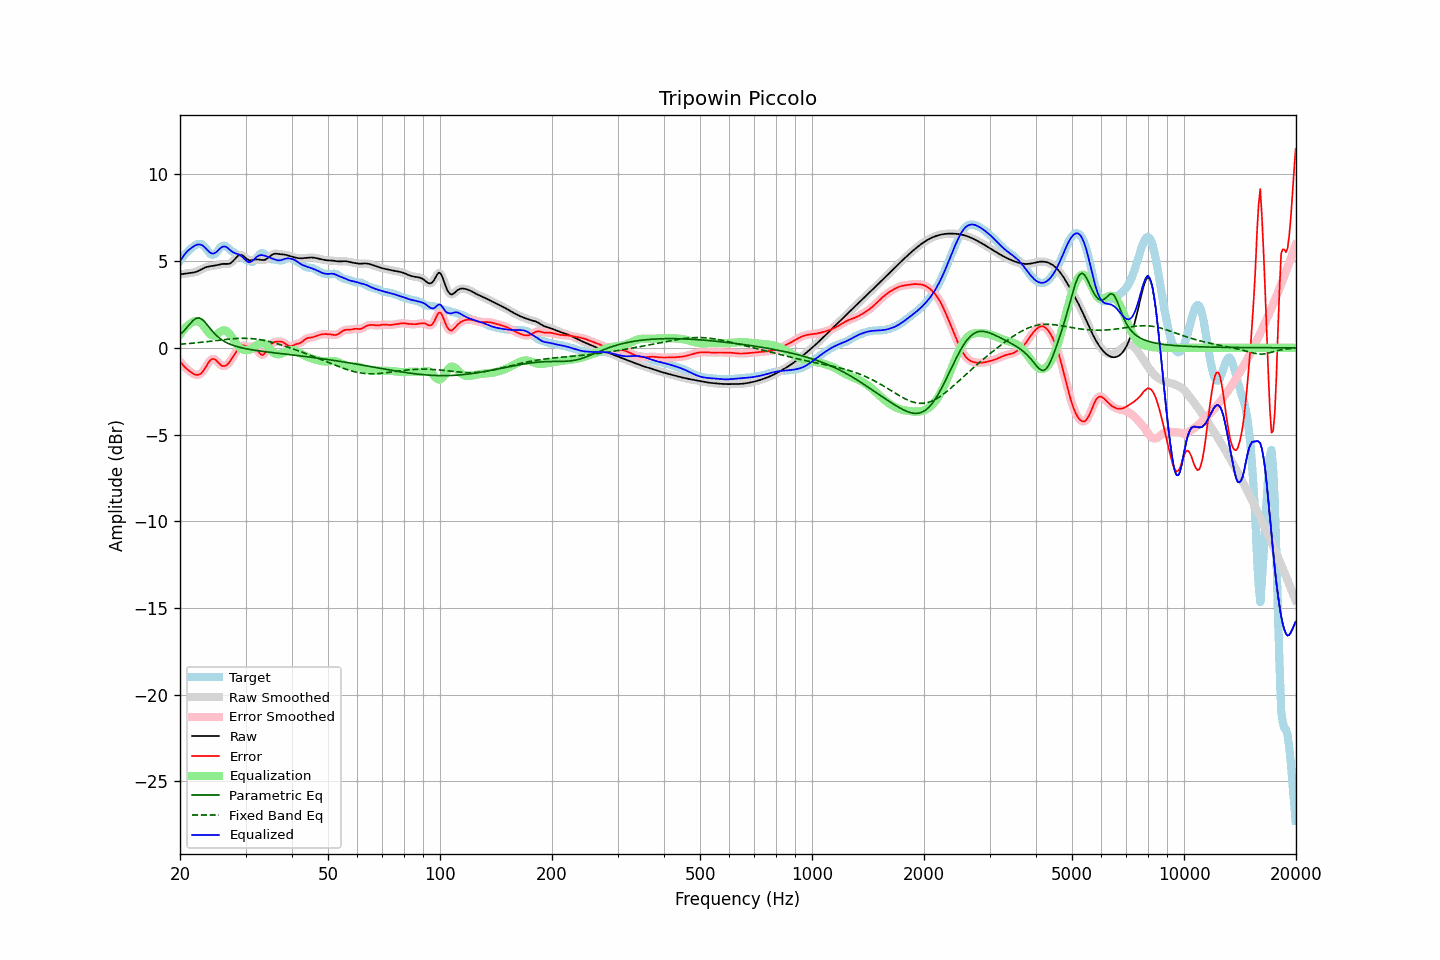 Tripowin Piccolo
10
5
0
−5
−10
−15
−20
−25
Amplitude (dBr)
Target
Raw Smoothed
Error Smoothed
Raw
Error
Equalization
Parametric Eq
Fixed Band Eq
Equalized
20 50 100 200 500 1000 2000 5000 10000 20000
Frequency (Hz)